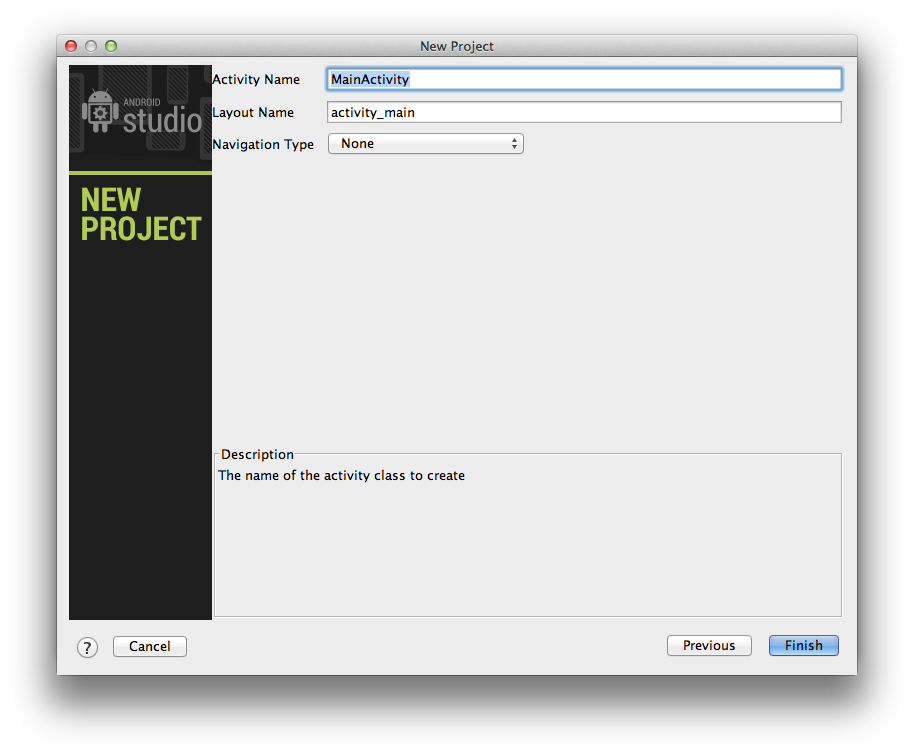 New Project
ANDROID
studio
NEW
PROJECT
Activity Name MainActivity
Layout Name activity_main
Navigation Type None
Description
The name of the activity class to create
? Cancel Previous Finish